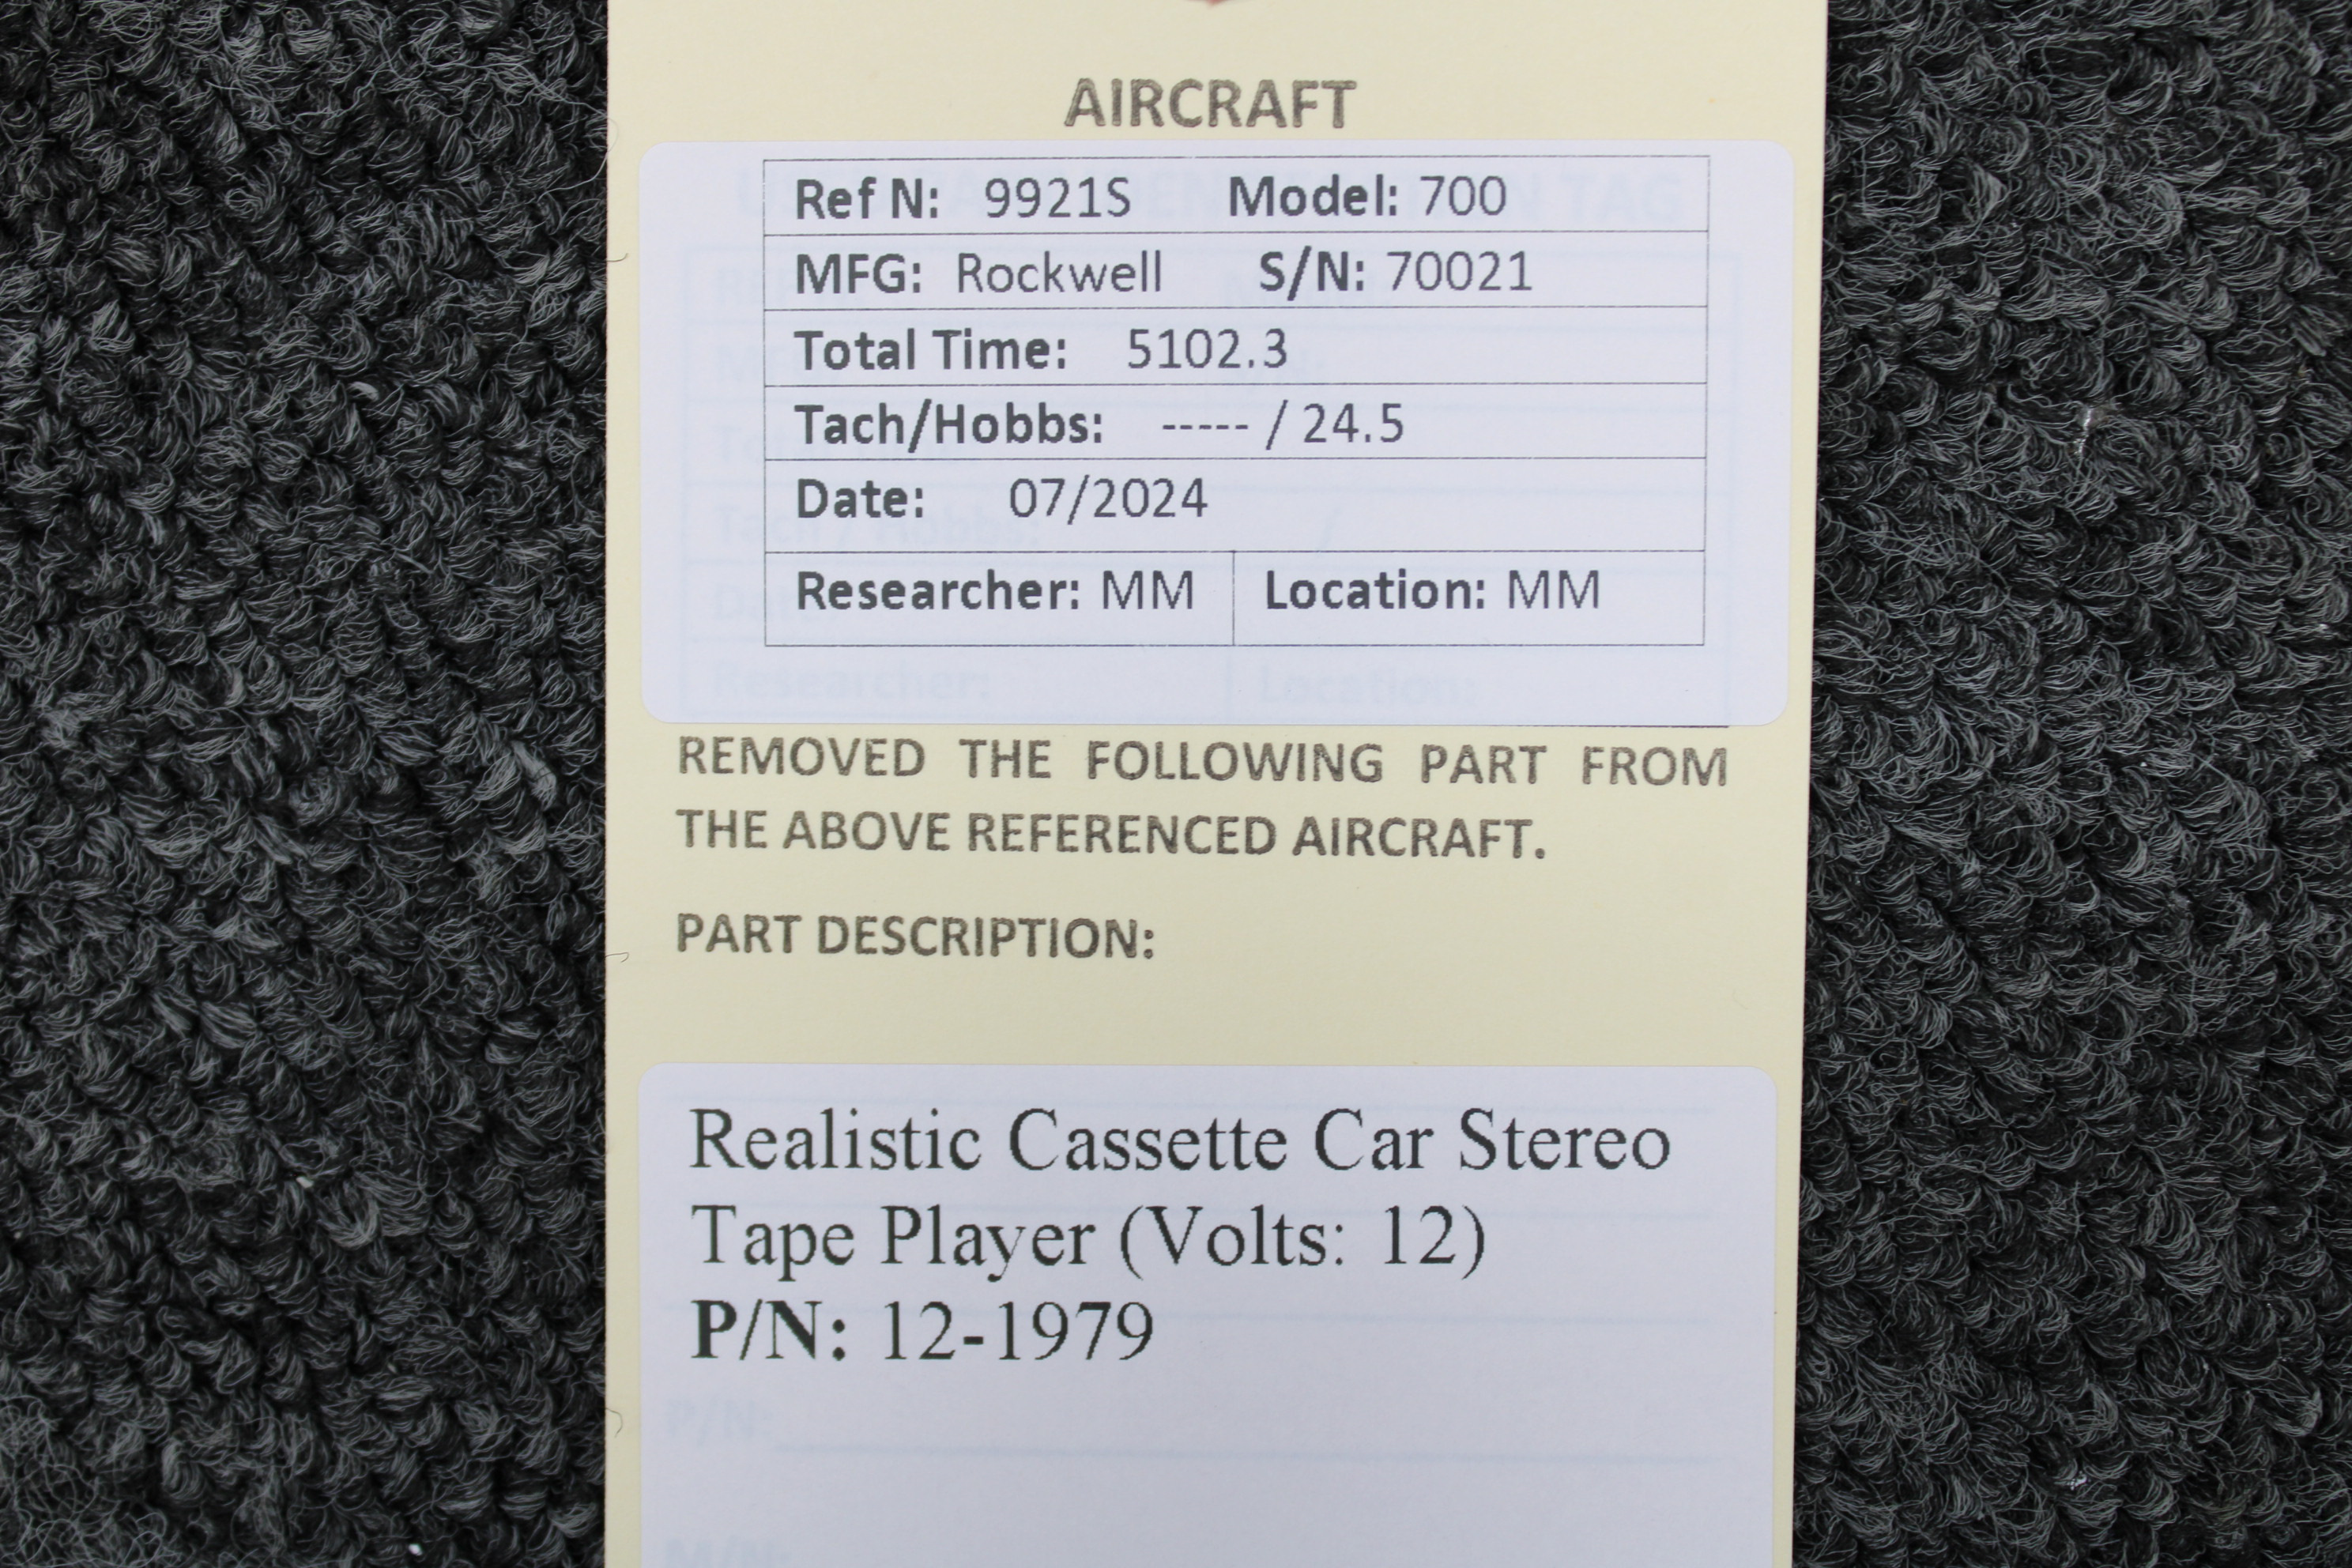 AIRCRAFT
Ref N: 9921S Model: 700
MFG: Rockwell S/N: 70021
Total Time: 5102.3
Tach/Hobbs: ----- / 24.5
Date: 07/2024
Researcher: MM Location: MM
Researcher: Location:
REMOVED THE FOLLOWING PART FROM
THE ABOVE REFERENCED AIRCRAFT.
PART DESCRIPTION:
Realistic Cassette Car Stereo
Tape Player (Volts: 12)
P/N: 12-1979
P/N:
M/N: